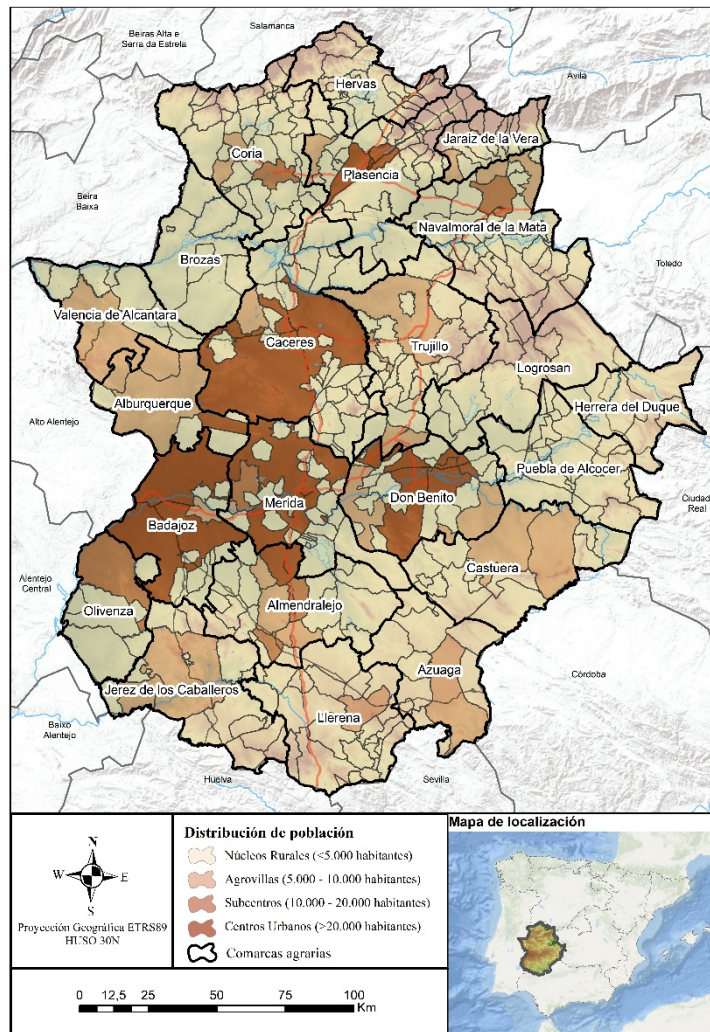 Salamanca
Beiras Alta e
Serra da Estrela
Avila
Hervas
Jaraiz de la Vera
Coria
Plasencia
Beira
Baixa
Navalmoral de la Mata
Brozas
Toledo
Valencia de Alcantara
Caceres
Trujillo
Logrosan
Alburquerque
Herrera del Duque
Alto Alentejo
Puebla de Alcocer
Merida
Don Benito
Ciudad
Real
Badajoz
Castuera
Alentejo
Central
Olivenza
Almendralejo
Azuaga
Córdoba
Jerez de los Caballeros
Llerena
Baixo
Alentejo
Huelva
Sevilla
N
W
E
S
Proyección Geográfica ETRS89
HUSO 30N
Distribución de población
Núcleos Rurales (<5.000 habitantes)
Agrovillas (5.000 - 10.000 habitantes)
Subcentros (10.000 - 20.000 habitantes)
Centros Urbanos (>20.000 habitantes)
Comarcas agrarias
Mapa de localización
0 12,5 25 50 75 100
Km